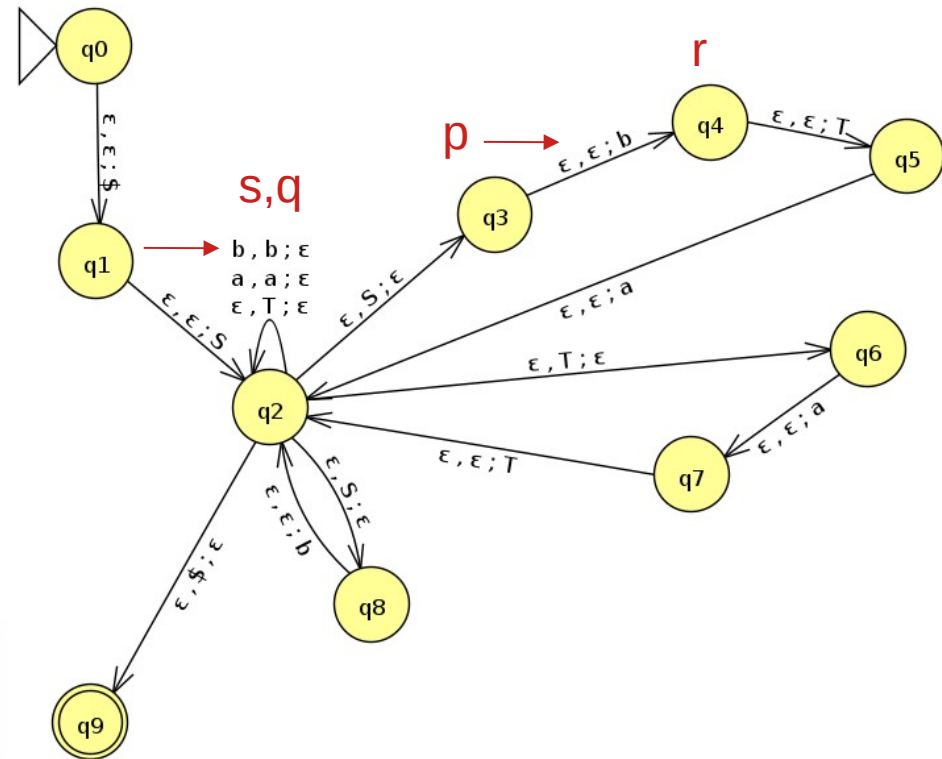 q0
r
q4
p
ε,ε;b
ε,ε;T
q5
ε,ε;$
s,q
q3
b,b;ε
a,a;ε
ε,T;ε
q1
ε,ε;S
ε,S;ε
ε,ε;a
q6
ε,T;ε
q2
ε,ε;a
ε,ε;T
q7
ε,S;ε
ε,ε;b
ε,$;ε
q8
q9